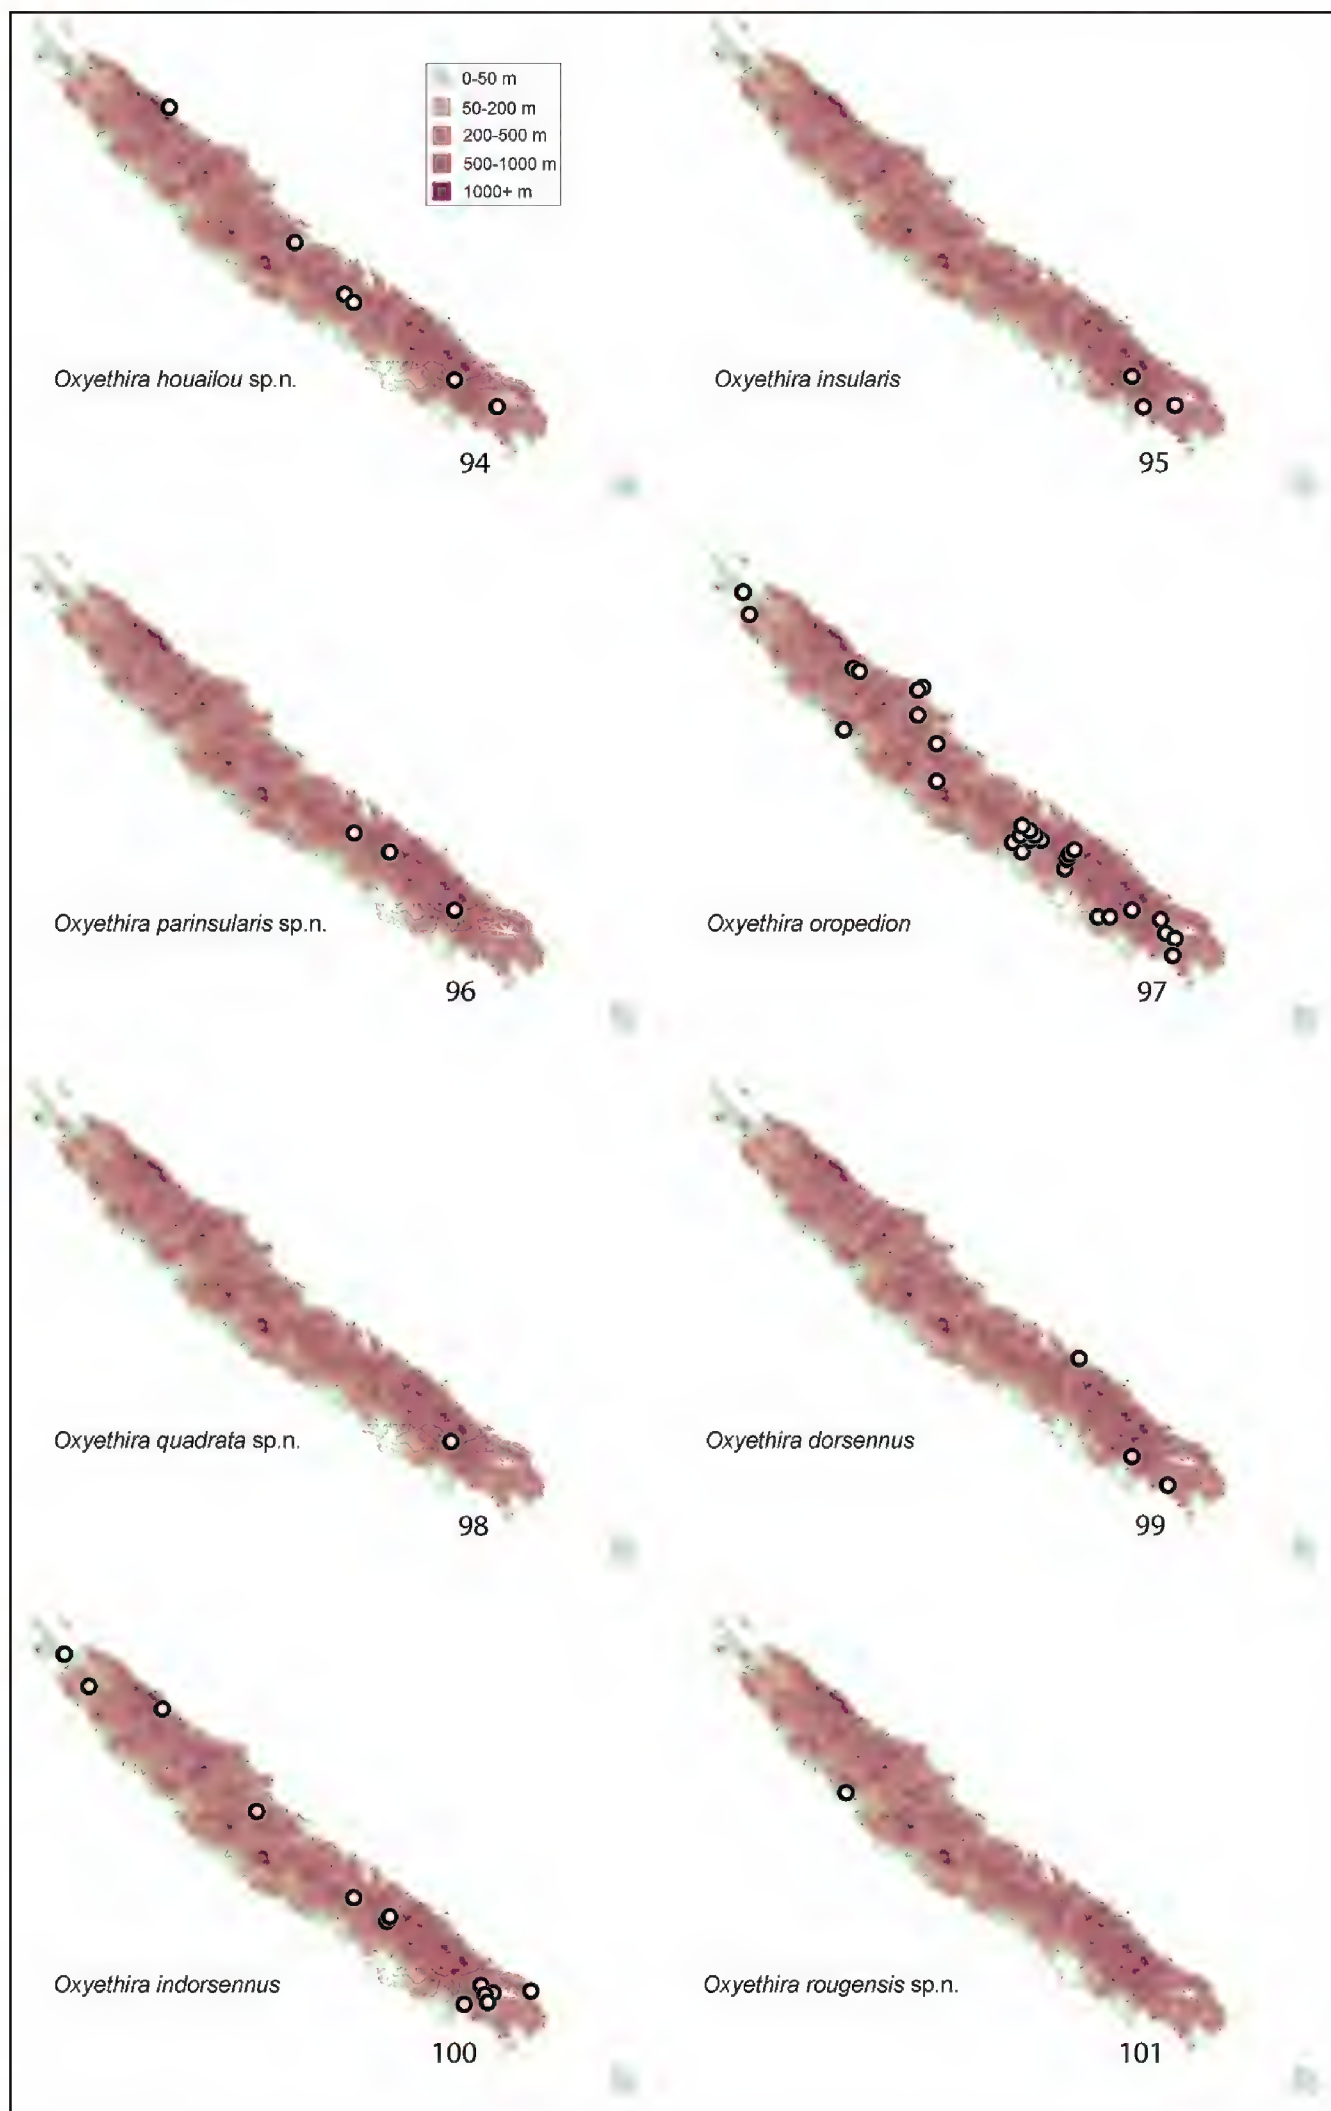 0-50 m
50-200 m
200-500 m
500-1000 m
1000+ m
Oxyethira houailou sp.n.
94
Oxyethira insularis
95
Oxyethira parinsularis sp.n.
96
Oxyethira oropedion
97
Oxyethira quadrata sp.n.
98
Oxyethira dorsennus
99
Oxyethira indorsennus
100
Oxyethira rougensis sp.n.
101